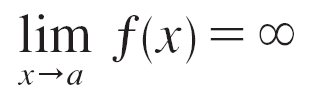 lim f(x) = ∞
x→a